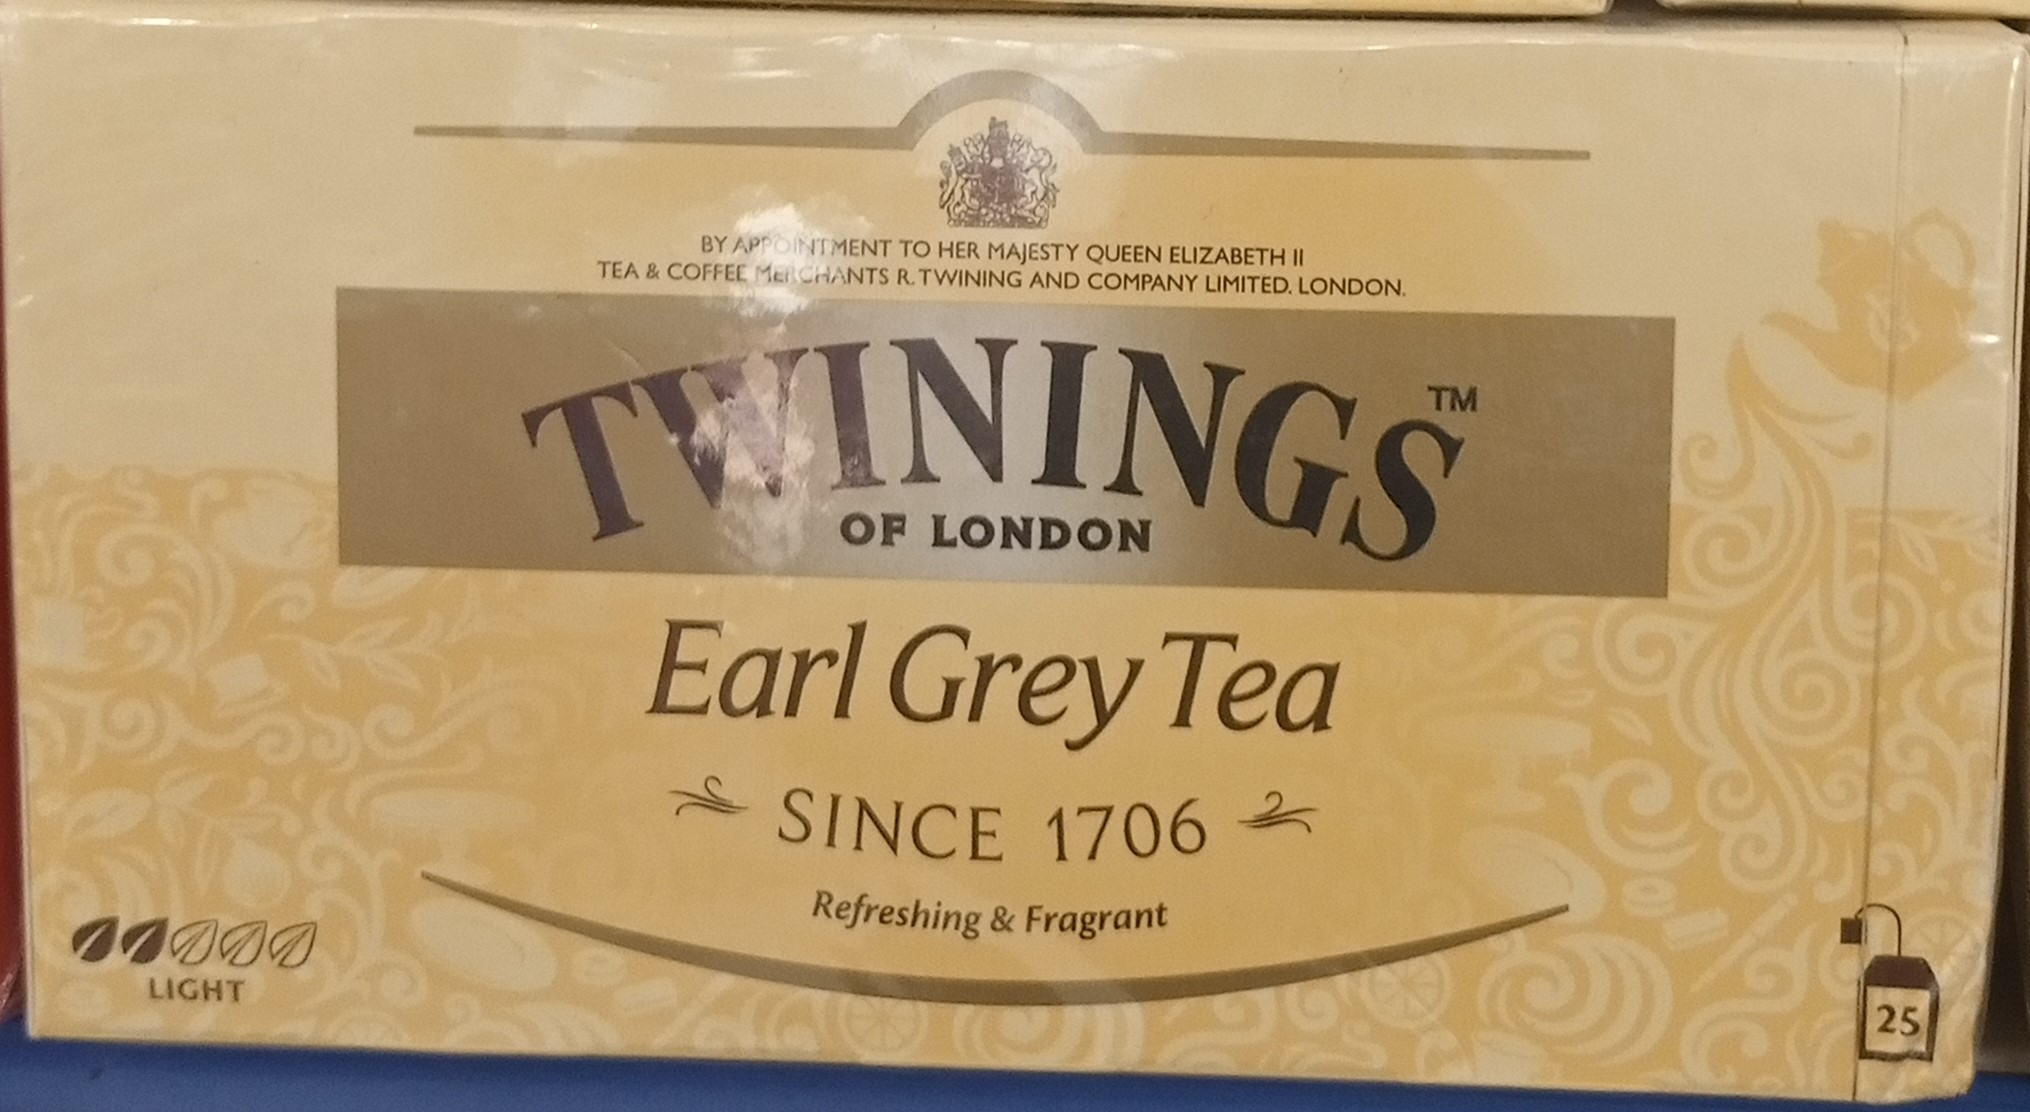 BY APPOINTMENT TO HER MAJESTY QUEEN ELIZABETH II
TEA & COFFEE MERCHANTS R. TWINING AND COMPANY LIMITED. LONDON.
TWININGS™
OF LONDON
Earl Grey Tea
SINCE 1706
Refreshing & Fragrant
LIGHT
25